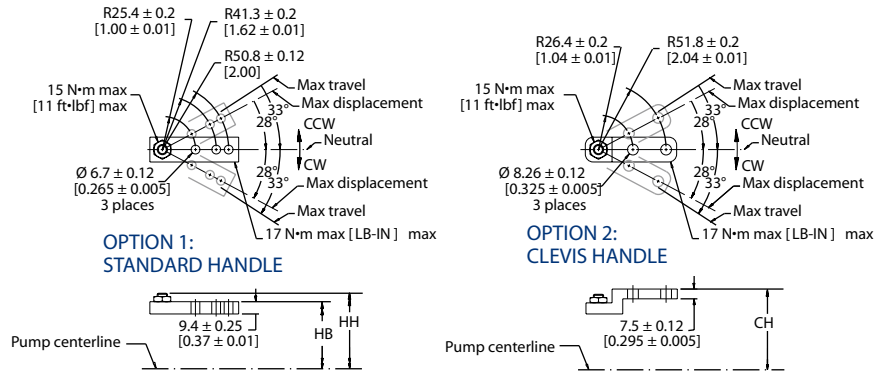 R25.4 ± 0.2
[1.00 ± 0.01]
R41.3 ± 0.2
[1.62 ± 0.01]
R50.8 ± 0.12
[2.00]
15 N•m max
[11 ft•lbf] max
Max travel
Max displacement
33°
28°
CCW
Neutral
CW
28°
33°
Max displacement
Max travel
Ø 6.7 ± 0.12
[0.265 ± 0.005]
3 places
17 N•m max [LB-IN ] max
OPTION 1:
STANDARD HANDLE
9.4 ± 0.25
[0.37 ± 0.01]
HB
HH
Pump centerline
R26.4 ± 0.2
[1.04 ± 0.01]
R51.8 ± 0.2
[2.04 ± 0.01]
15 N•m max
[11 ft•lbf] max
Max travel
Max displacement
33°
28°
CCW
Neutral
CW
28°
33°
Max displacement
Max travel
Ø 8.26 ± 0.12
[0.325 ± 0.005]
3 places
17 N•m max [LB-IN ] max
OPTION 2:
CLEVIS HANDLE
7.5 ± 0.12
[0.295 ± 0.005]
CH
Pump centerline